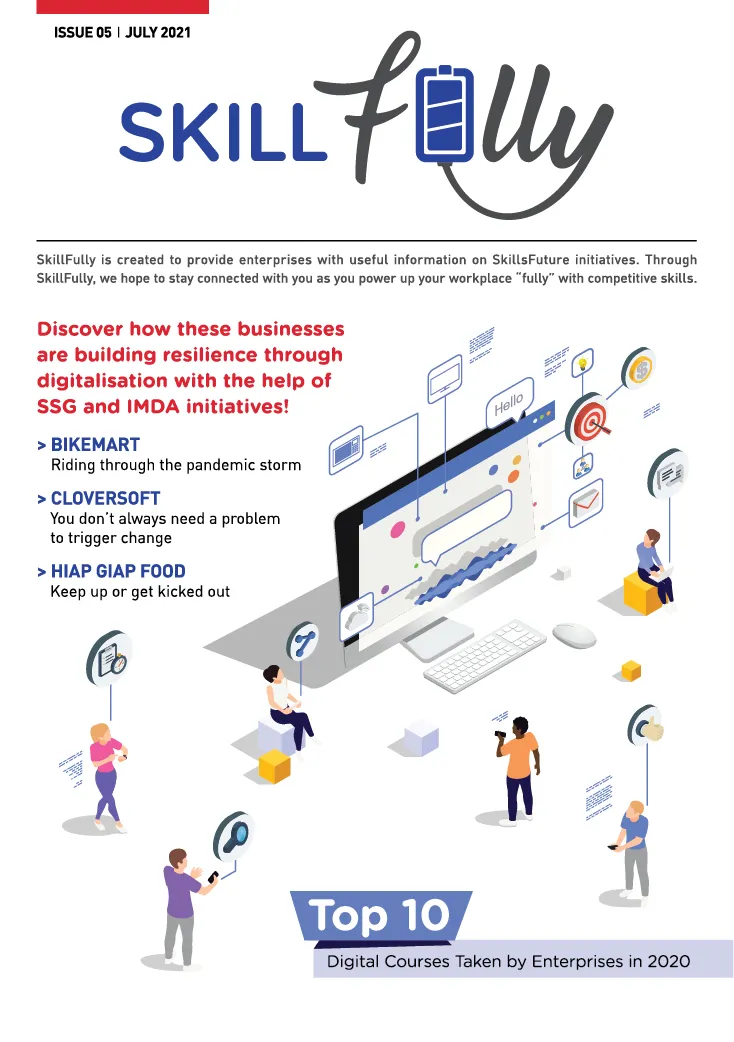 ISSUE 05 | JULY 2021
SKILLFully
SkillFully is created to provide enterprises with useful information on SkillsFuture initiatives. Through
SkillFully, we hope to stay connected with you as you power up your workplace “fully” with competitive skills.
Discover how these businesses
are building resilience through
digitalisation with the help of
SSG and IMDA initiatives!
> BIKEMART
Riding through the pandemic storm
> CLOVERSOFT
You don’t always need a problem
to trigger change
> HIAP GIAP FOOD
Keep up or get kicked out
Hello
Top 10
Digital Courses Taken by Enterprises in 2020